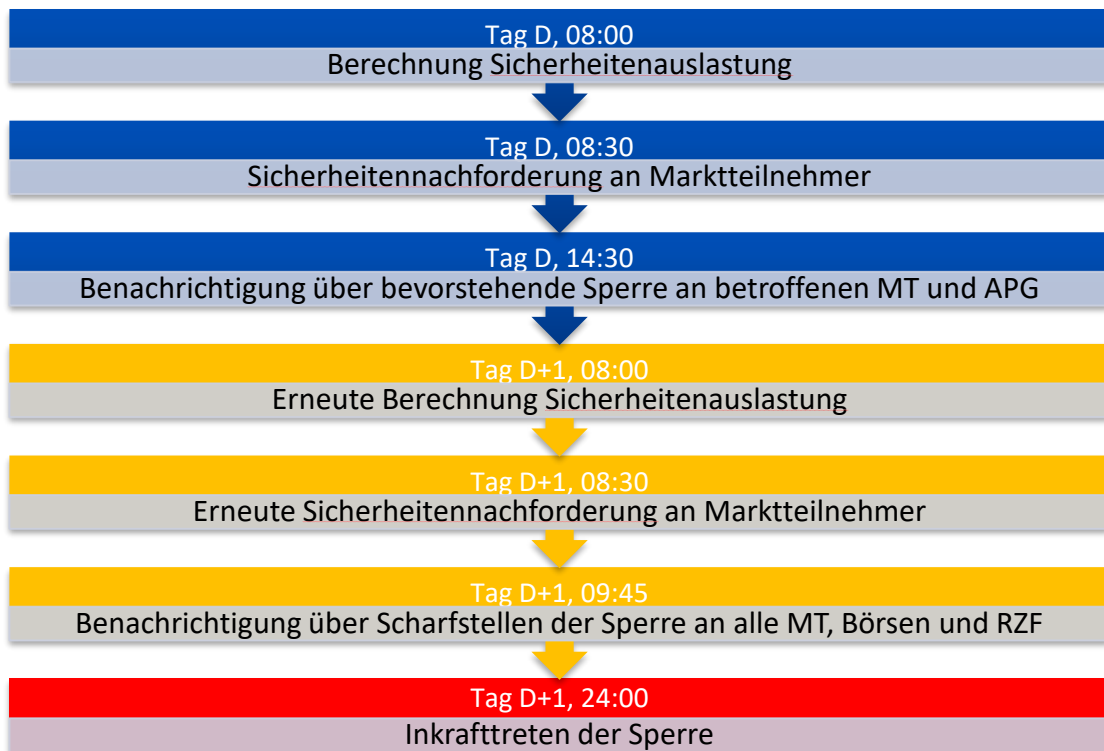 Tag D, 08:00
Berechnung Sicherheitenauslastung
Tag D, 08:30
Sicherheitennachforderung an Marktteilnehmer
Tag D, 14:30
Benachrichtigung über bevorstehende Sperre an betroffenen MT und APG
Tag D+1, 08:00
Erneute Berechnung Sicherheitenauslastung
Tag D+1, 08:30
Erneute Sicherheitennachforderung an Marktteilnehmer
Tag D+1, 09:45
Benachrichtigung über Scharfstellen der Sperre an alle MT, Börsen und RZF
Tag D+1, 24:00
Inkrafttreten der Sperre